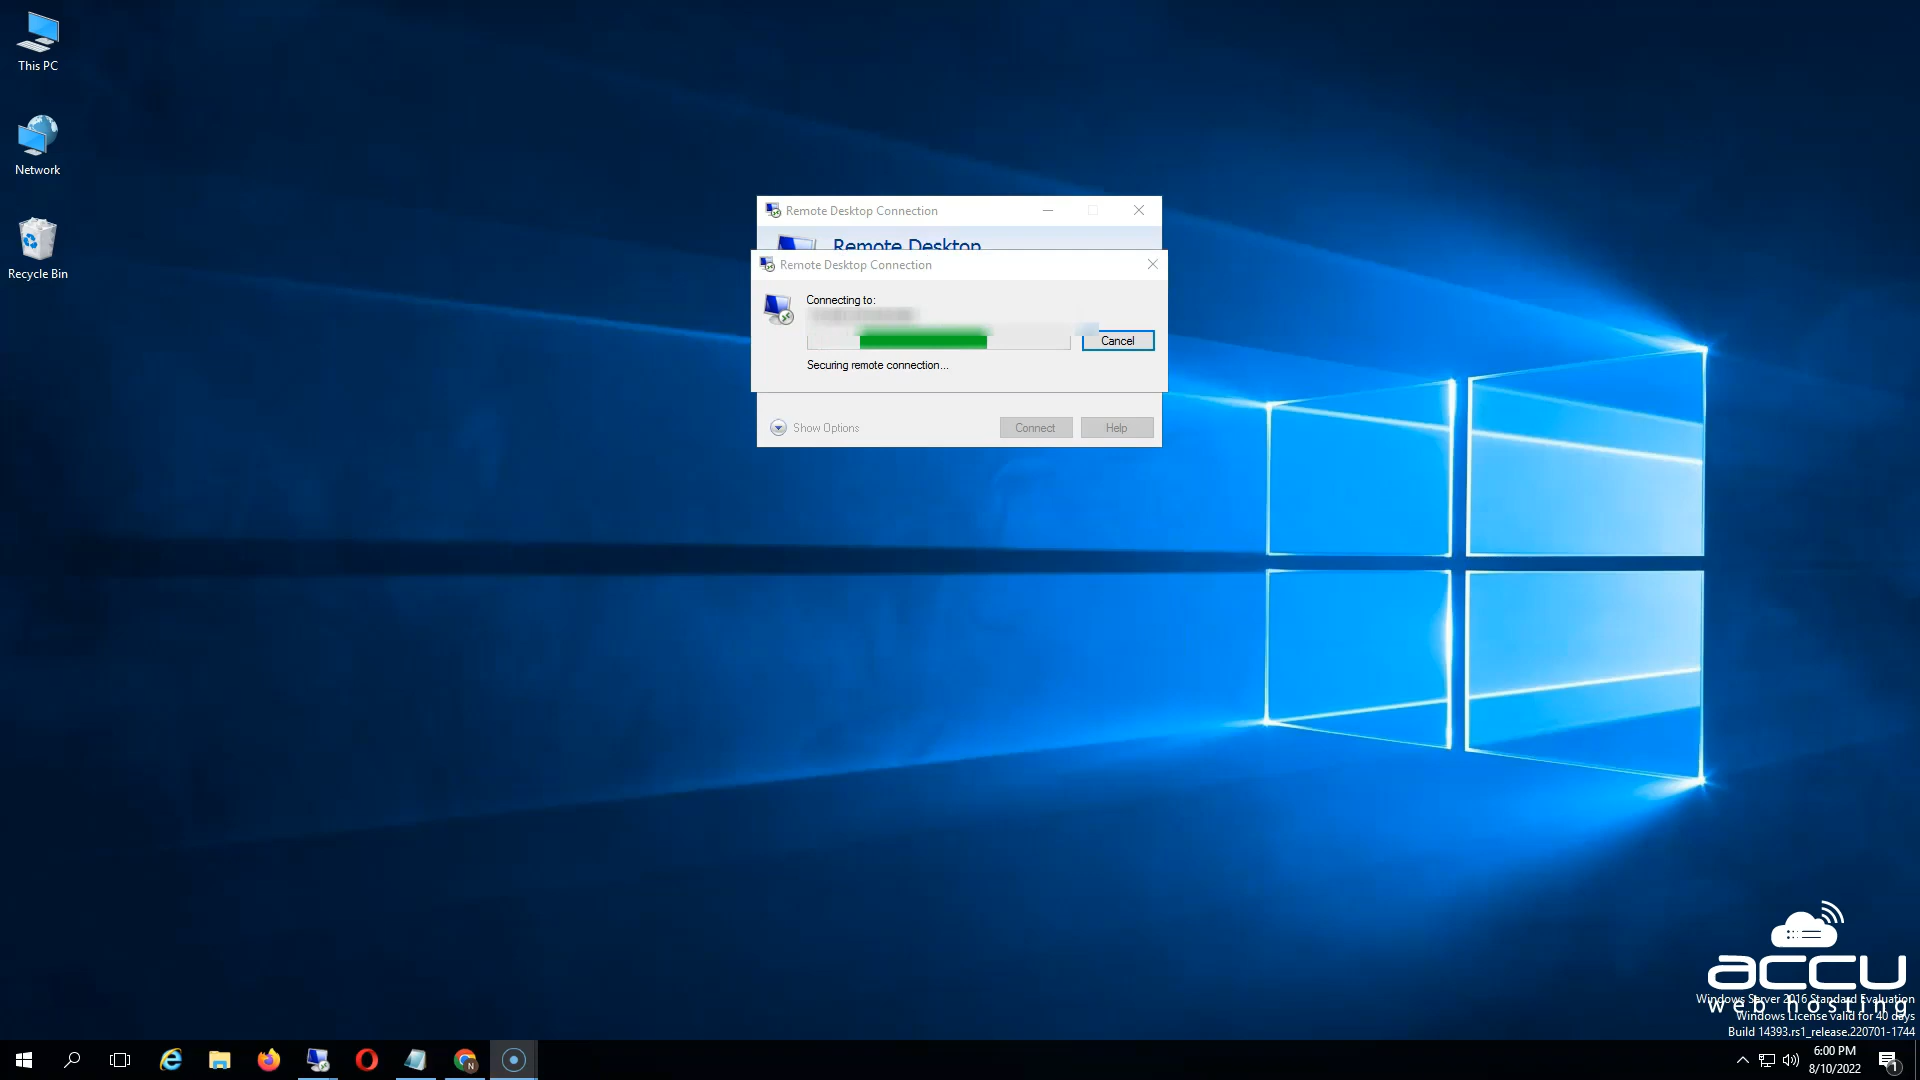 This PC
Network
Recycle Bin
Remote Desktop Connection
Remote Desktop
Remote Desktop Connection
Connecting to:
Cancel
Securing remote connection...
Show Options
Connect
Help
accu
web hosting
Windows Server 2016 Standard Evaluation
Windows License valid for 40 days
Build 14393.rs1_release.220701-1744
N
6:00 PM
8/10/2022
1